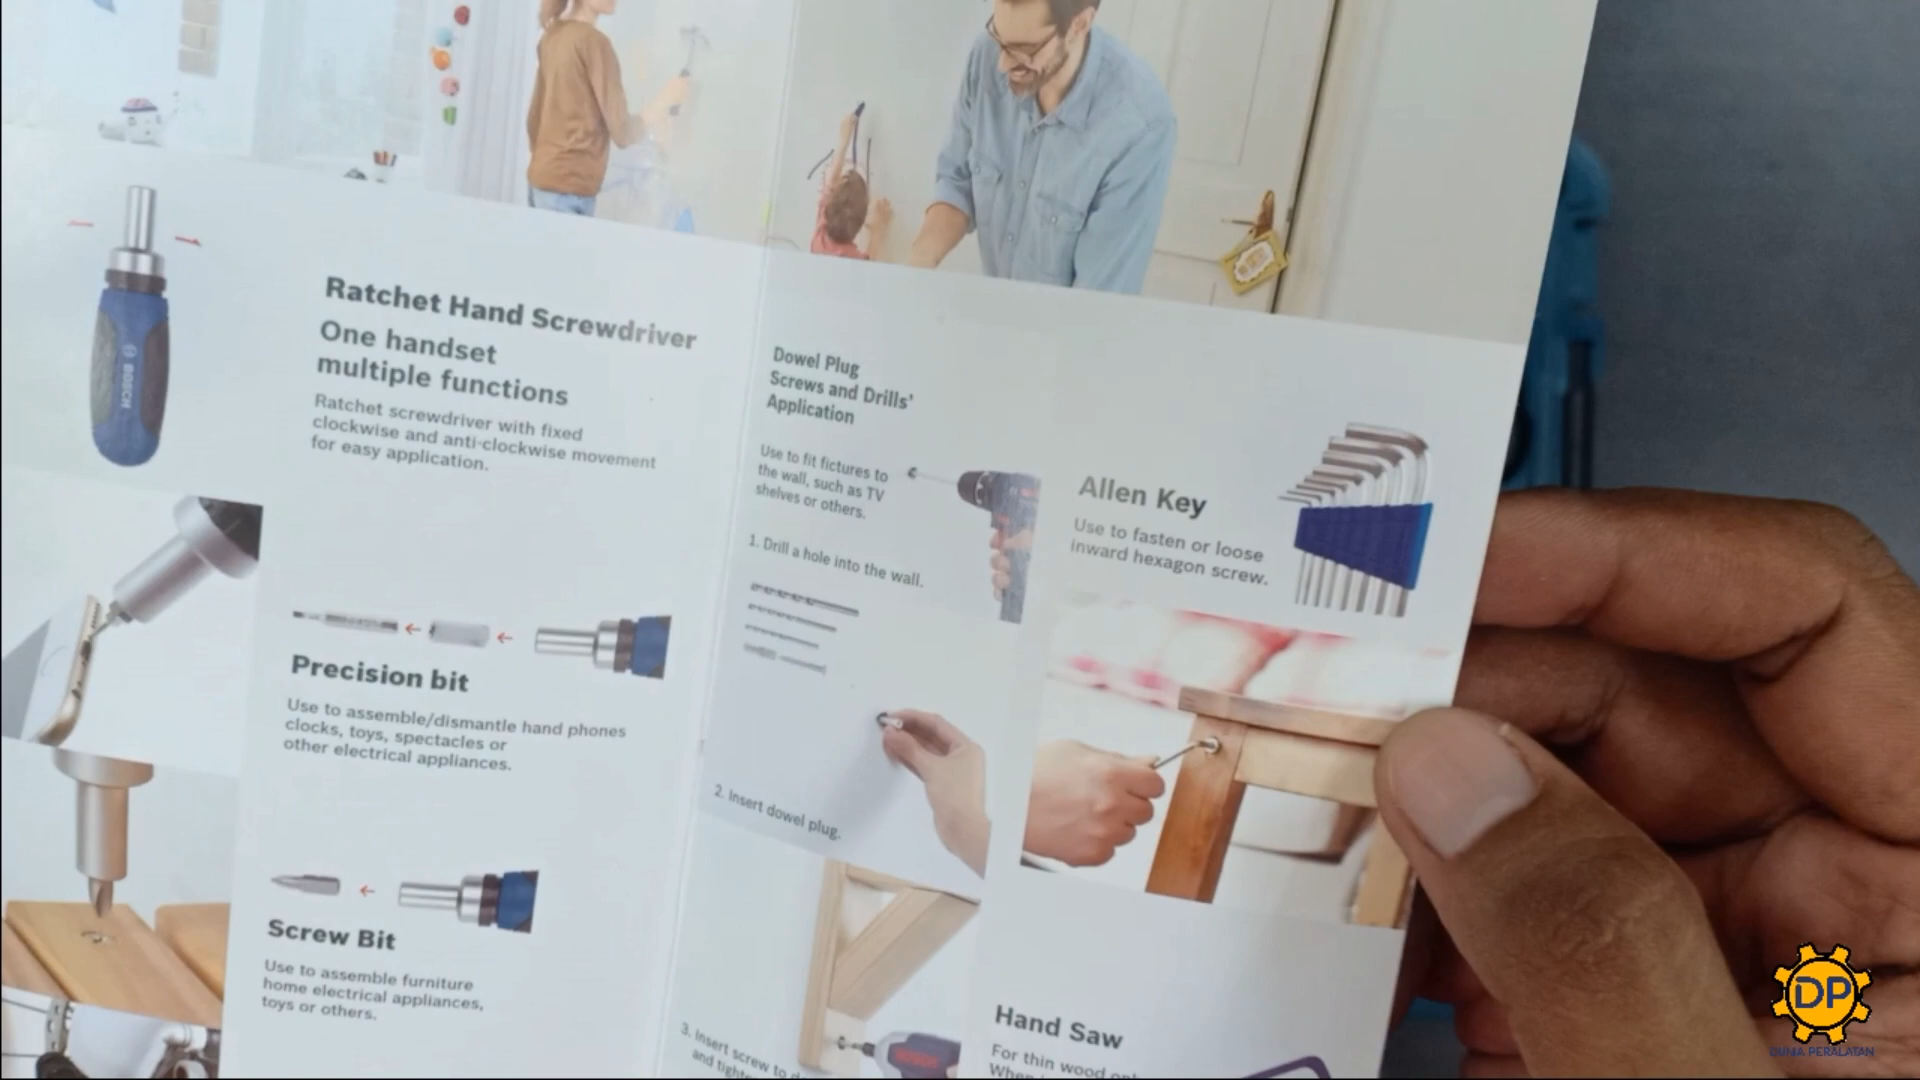 BOSCH
Ratchet Hand Screwdriver
One handset
multiple functions
Ratchet screwdriver with fixed
clockwise and anti-clockwise movement
for easy application.
Precision bit
Use to assemble/dismantle hand phones
clocks, toys, spectacles or
other electrical appliances.
Screw Bit
Use to assemble furniture
home electrical appliances,
toys or others.
Dowel Plug
Screws and Drills'
Application
Use to fit fictures to
the wall, such as TV
shelves or others.
1. Drill a hole into the wall.
2. Insert dowel plug.
3. Insert screw to
and
BOSCH
Allen Key
Use to fasten or loose
inward hexagon screw.
Hand Saw
For thin wood
When
DP
DUNIA PERALATAN